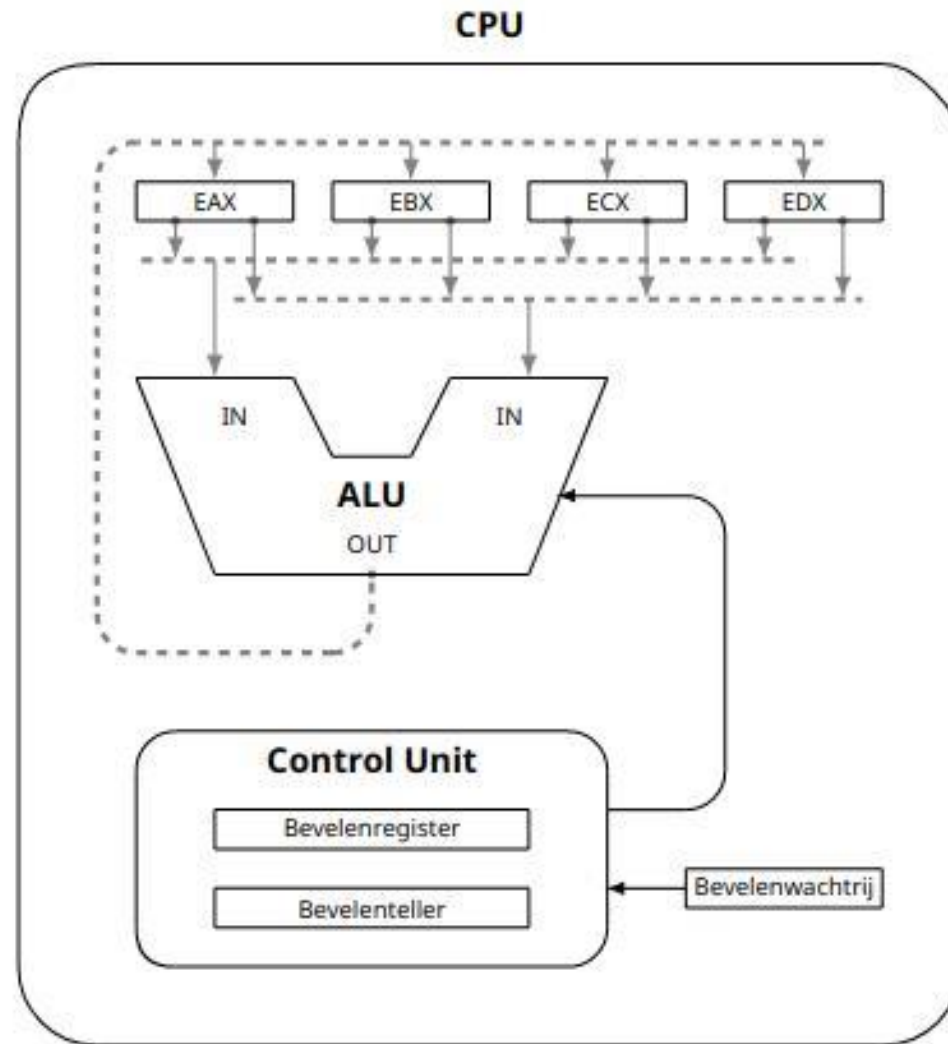 CPU
EAX EBX ECX EDX
IN IN
ALU
OUT
Control Unit
Bevelenregister
Bevelenwachtrij
Bevelenteller